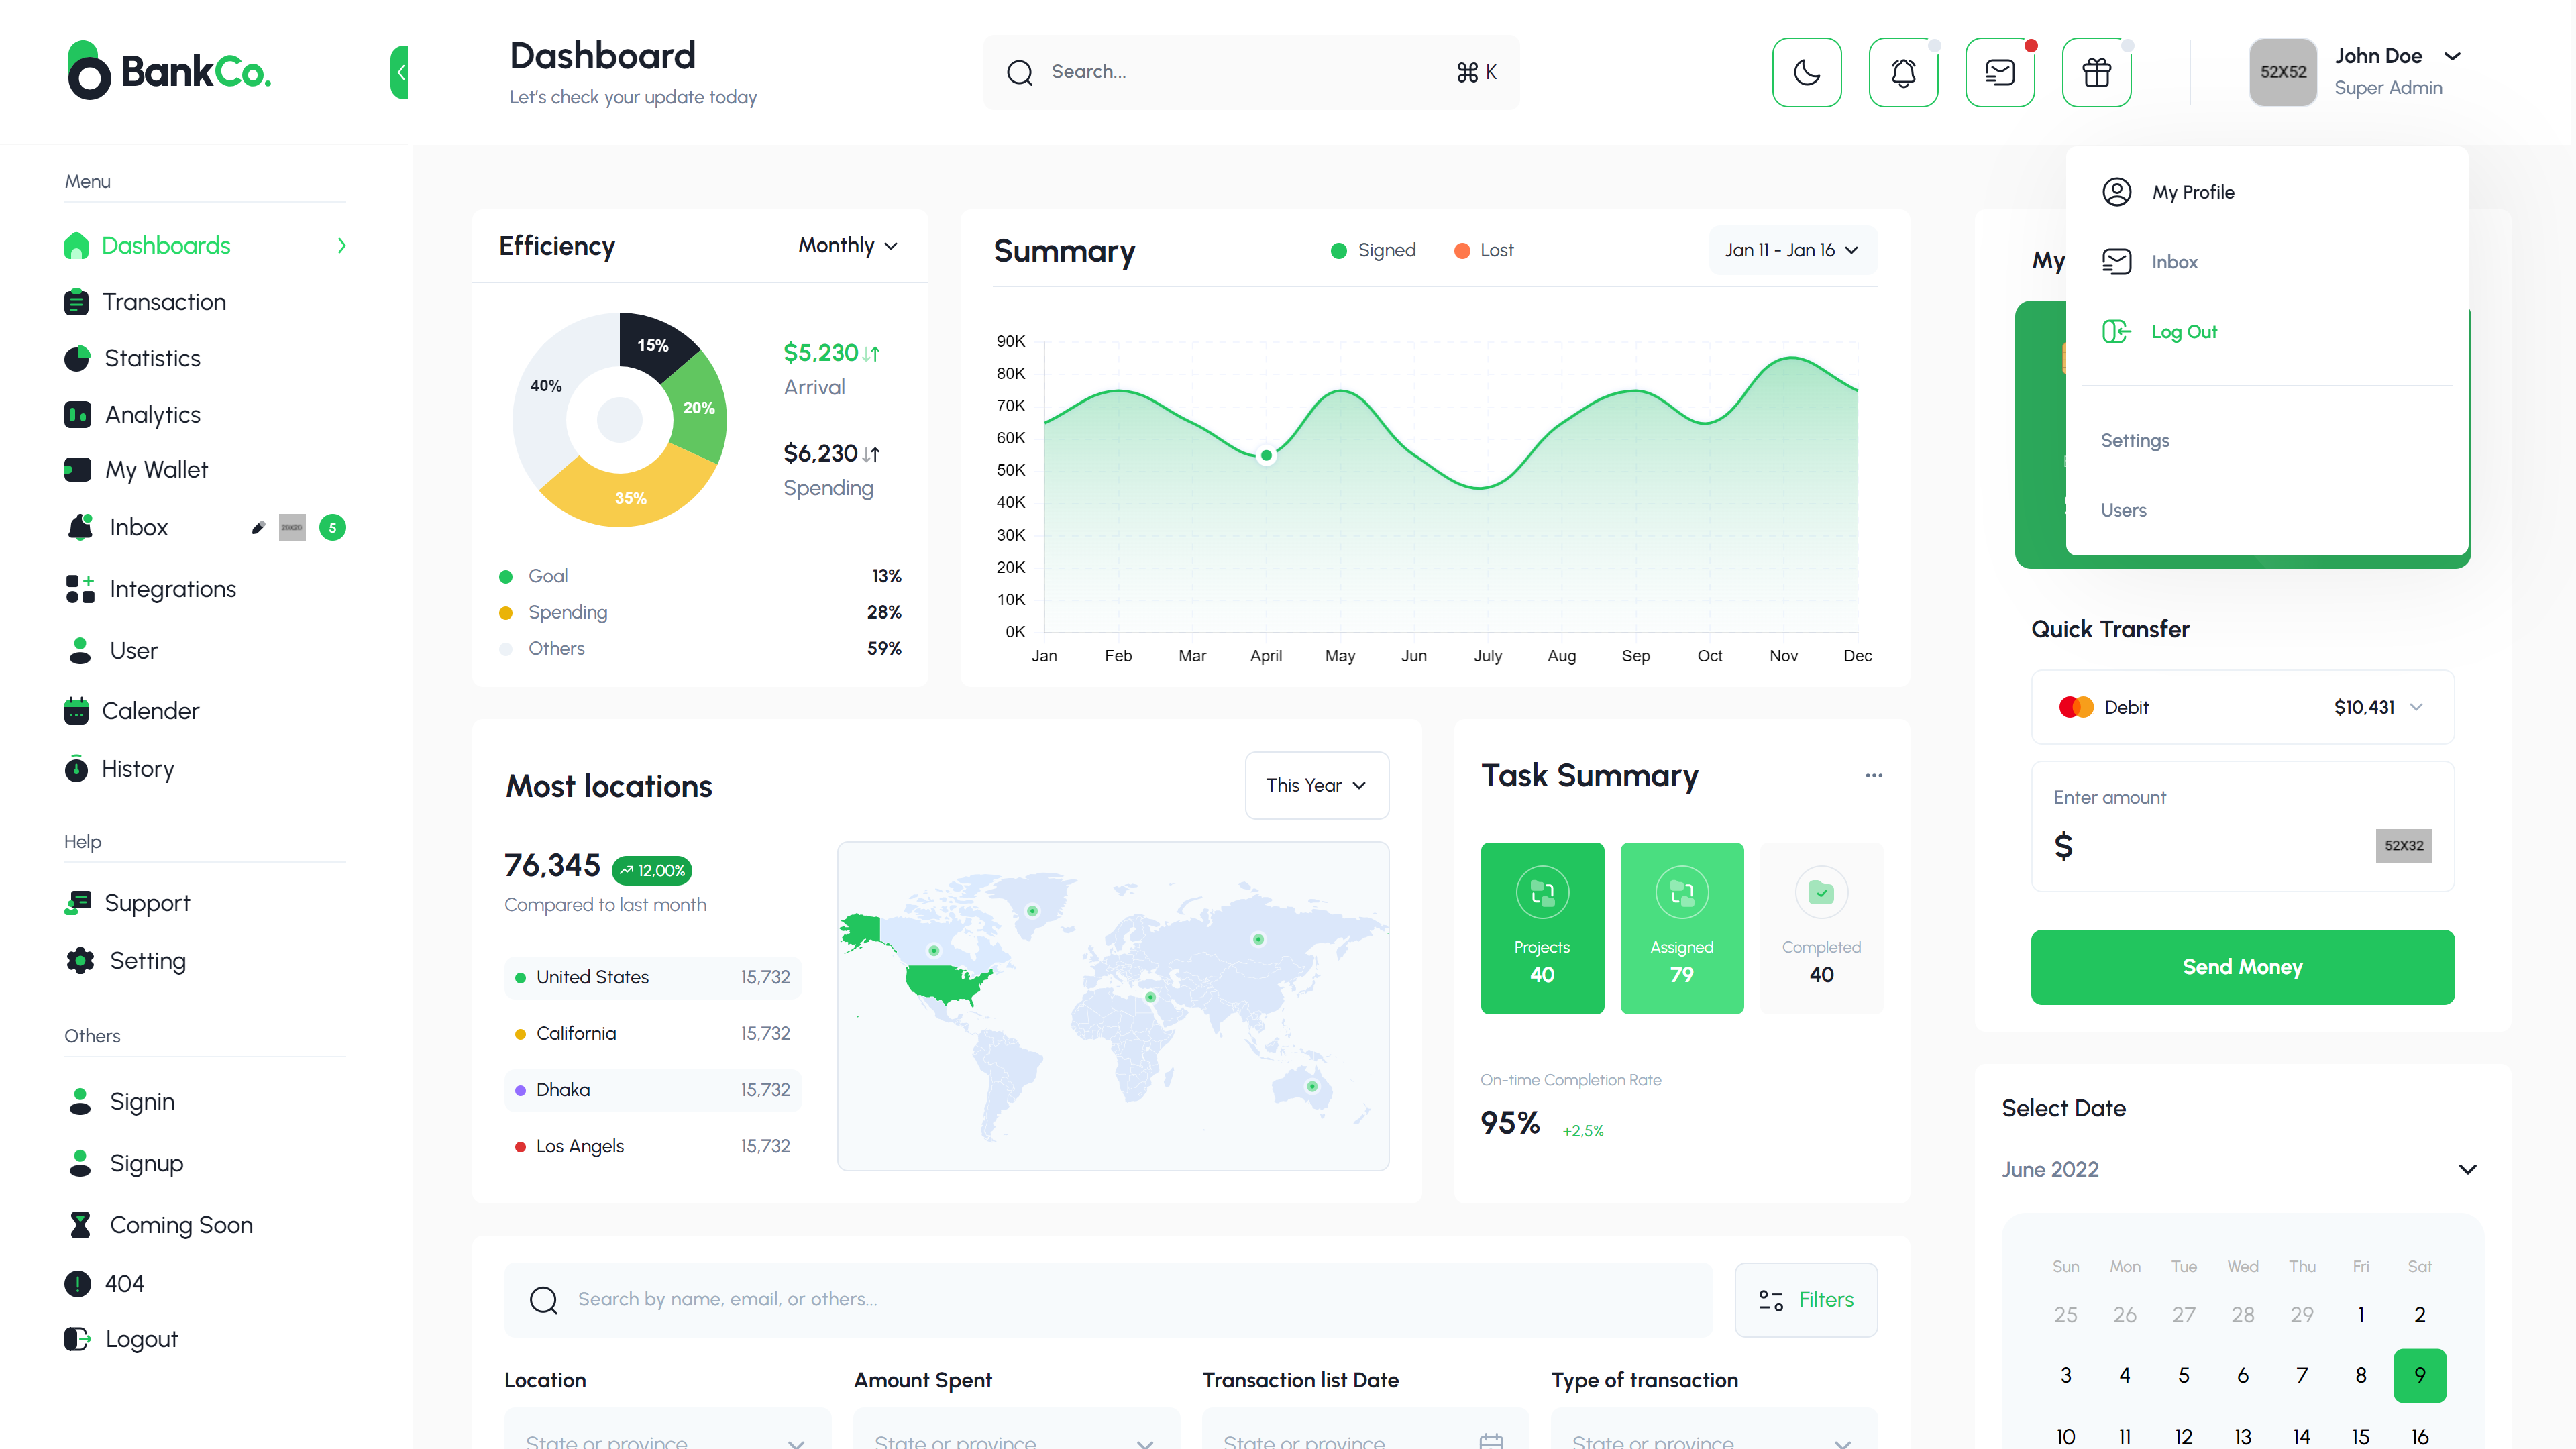 BankCo.
Dashboard
Let's check your update today
Search...
⌘ K
52X52
John Doe
Super Admin
Menu
Dashboards
Transaction
Statistics
Analytics
My Wallet
Inbox
20X20
5
Integrations
User
Calender
History
Help
Support
Setting
Others
Signin
Signup
Coming Soon
404
Logout
Efficiency
Monthly
15%
20%
35%
40%
$5,230
Arrival
$6,230
Spending
Goal 13%
Spending 28%
Others 59%
Summary
Signed
Lost
Jan 11 - Jan 16
90K
80K
70K
60K
50K
40K
30K
20K
10K
0K
Jan Feb Mar April May Jun July Aug Sep Oct Nov Dec
My
My Profile
Inbox
Log Out
Settings
Users
Most locations
This Year
76,345
12,00%
Compared to last month
United States 15,732
California 15,732
Dhaka 15,732
Los Angels 15,732
Task Summary
...
Projects
40
Assigned
79
Completed
40
On-time Completion Rate
95%
+2,5%
Quick Transfer
Debit
$10,431
Enter amount
$
52X32
Send Money
Select Date
June 2022
Sun Mon Tue Wed Thu Fri Sat
25 26 27 28 29 1 2
3 4 5 6 7 8 9
10 11 12 13 14 15 16
Search by name, email, or others...
Filters
Location
Amount Spent
Transaction list Date
Type of transaction
State or province
State or province
State or province
State or province